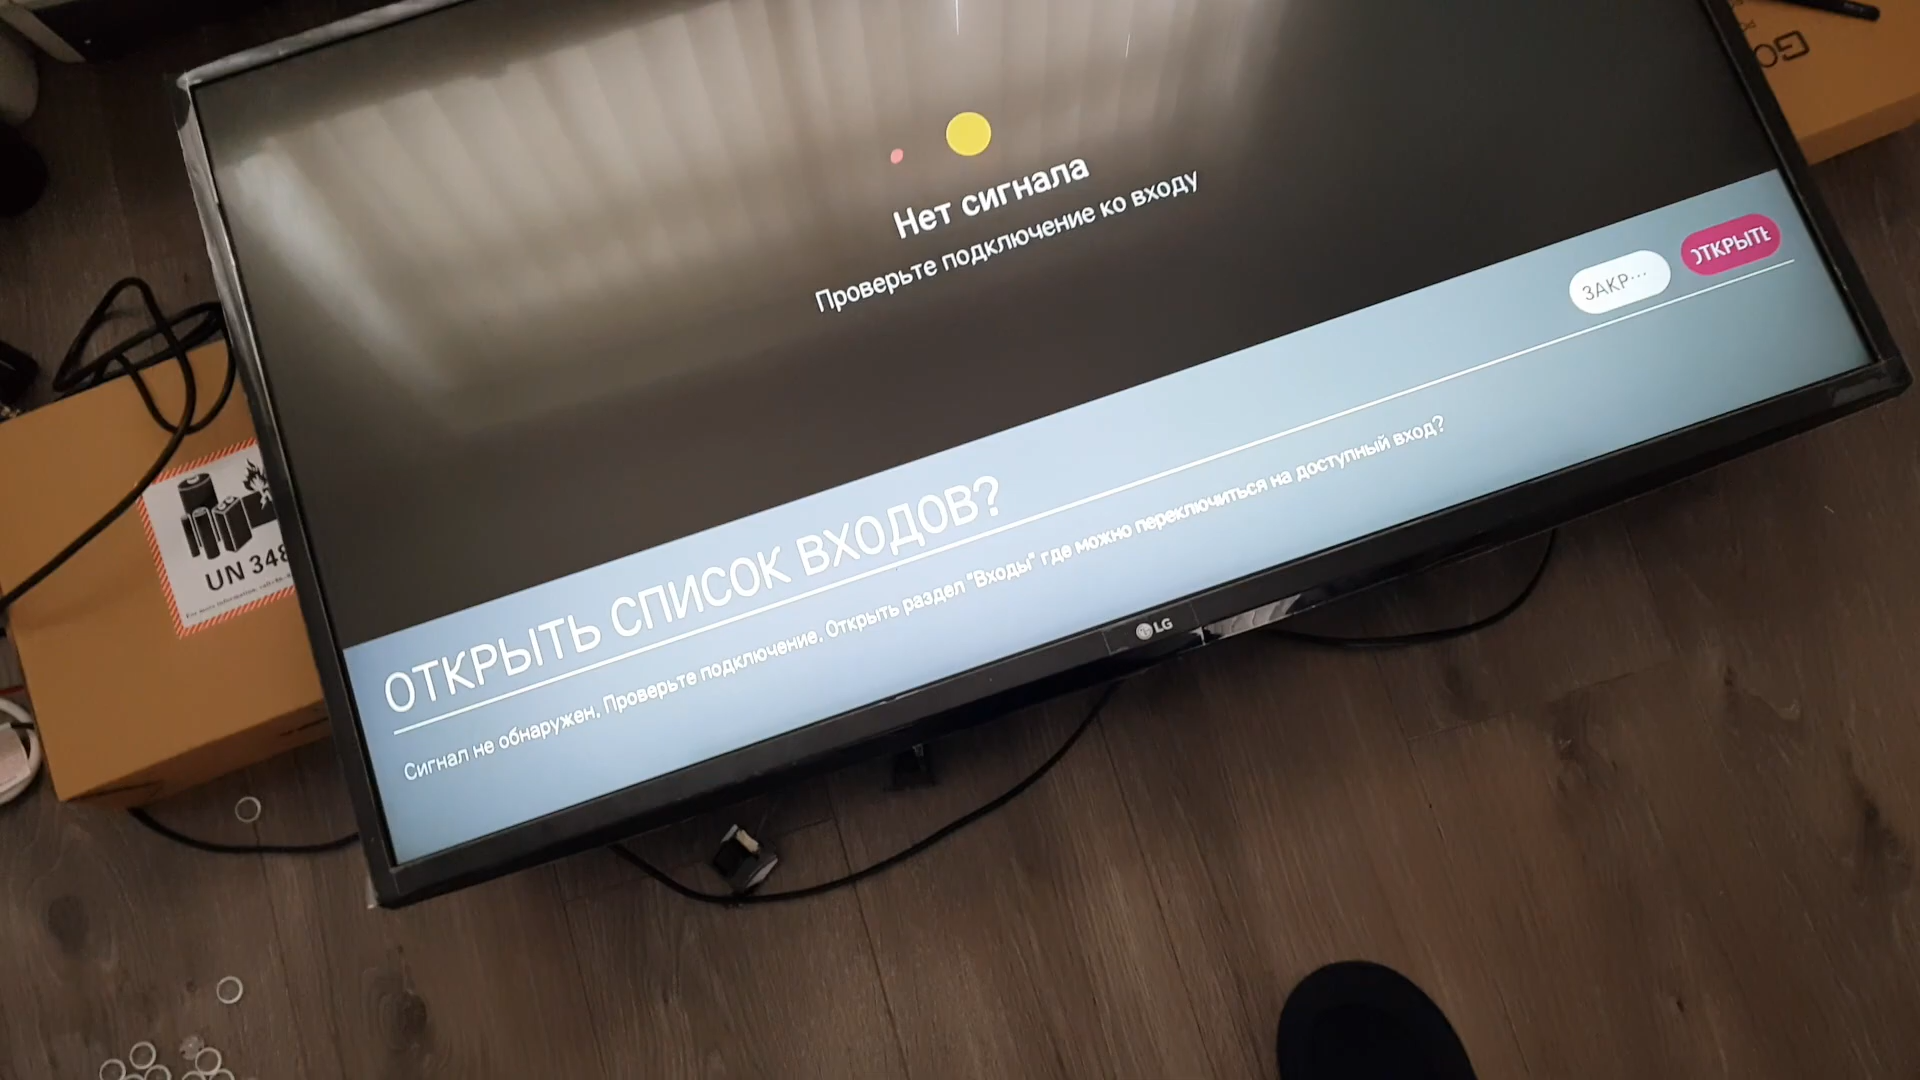 Нет сигнала
Проверьте подключение ко входу
ЗАКР...
ОТКРЫТЬ
ОТКРЫТЬ СПИСОК ВХОДОВ?
Сигнал не обнаружен. Проверьте подключение. Открыть раздел "Входы" где можно переключиться на доступный вход?
LG
UN 348
GO